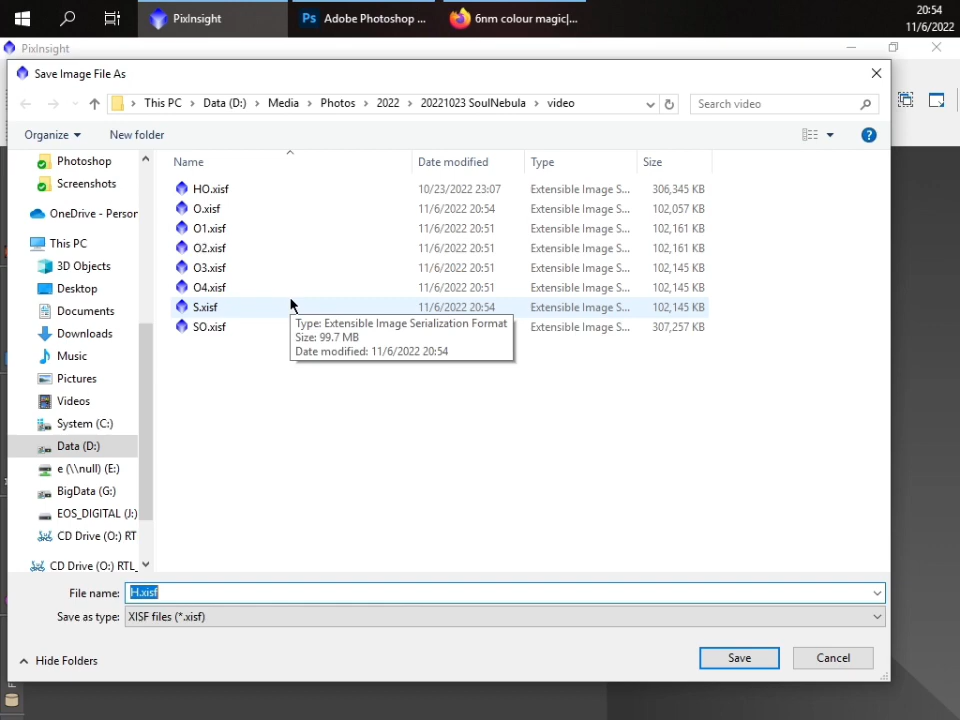 PixInsight
Adobe Photoshop ...
6nm colour magic|...
20:54
11/6/2022
PixInsight
Save Image File As
This PC > Data (D:) > Media > Photos > 2022 > 20221023 SoulNebula > video
Search video
Organize
New folder
Name
Date modified
Type
Size
Photoshop
Screenshots
OneDrive - Person
This PC
3D Objects
Desktop
Documents
Downloads
Music
Pictures
Videos
System (C:)
Data (D:)
e (\\null) (E:)
BigData (G:)
EOS_DIGITAL (J:)
CD Drive (O:) RT
CD Drive (O:) RTL_
HO.xisf 10/23/2022 23:07 Extensible Image S... 306,345 KB
O.xisf 11/6/2022 20:54 Extensible Image S... 102,057 KB
O1.xisf 11/6/2022 20:51 Extensible Image S... 102,161 KB
O2.xisf 11/6/2022 20:51 Extensible Image S... 102,161 KB
O3.xisf 11/6/2022 20:51 Extensible Image S... 102,145 KB
O4.xisf 11/6/2022 20:51 Extensible Image S... 102,145 KB
S.xisf 11/6/2022 20:54 Extensible Image S... 102,145 KB
SO.xisf Extensible Image S... 307,257 KB
Type: Extensible Image Serialization Format
Size: 99.7 MB
Date modified: 11/6/2022 20:54
File name: H.xisf
Save as type: XISF files (*.xisf)
Hide Folders
Save
Cancel